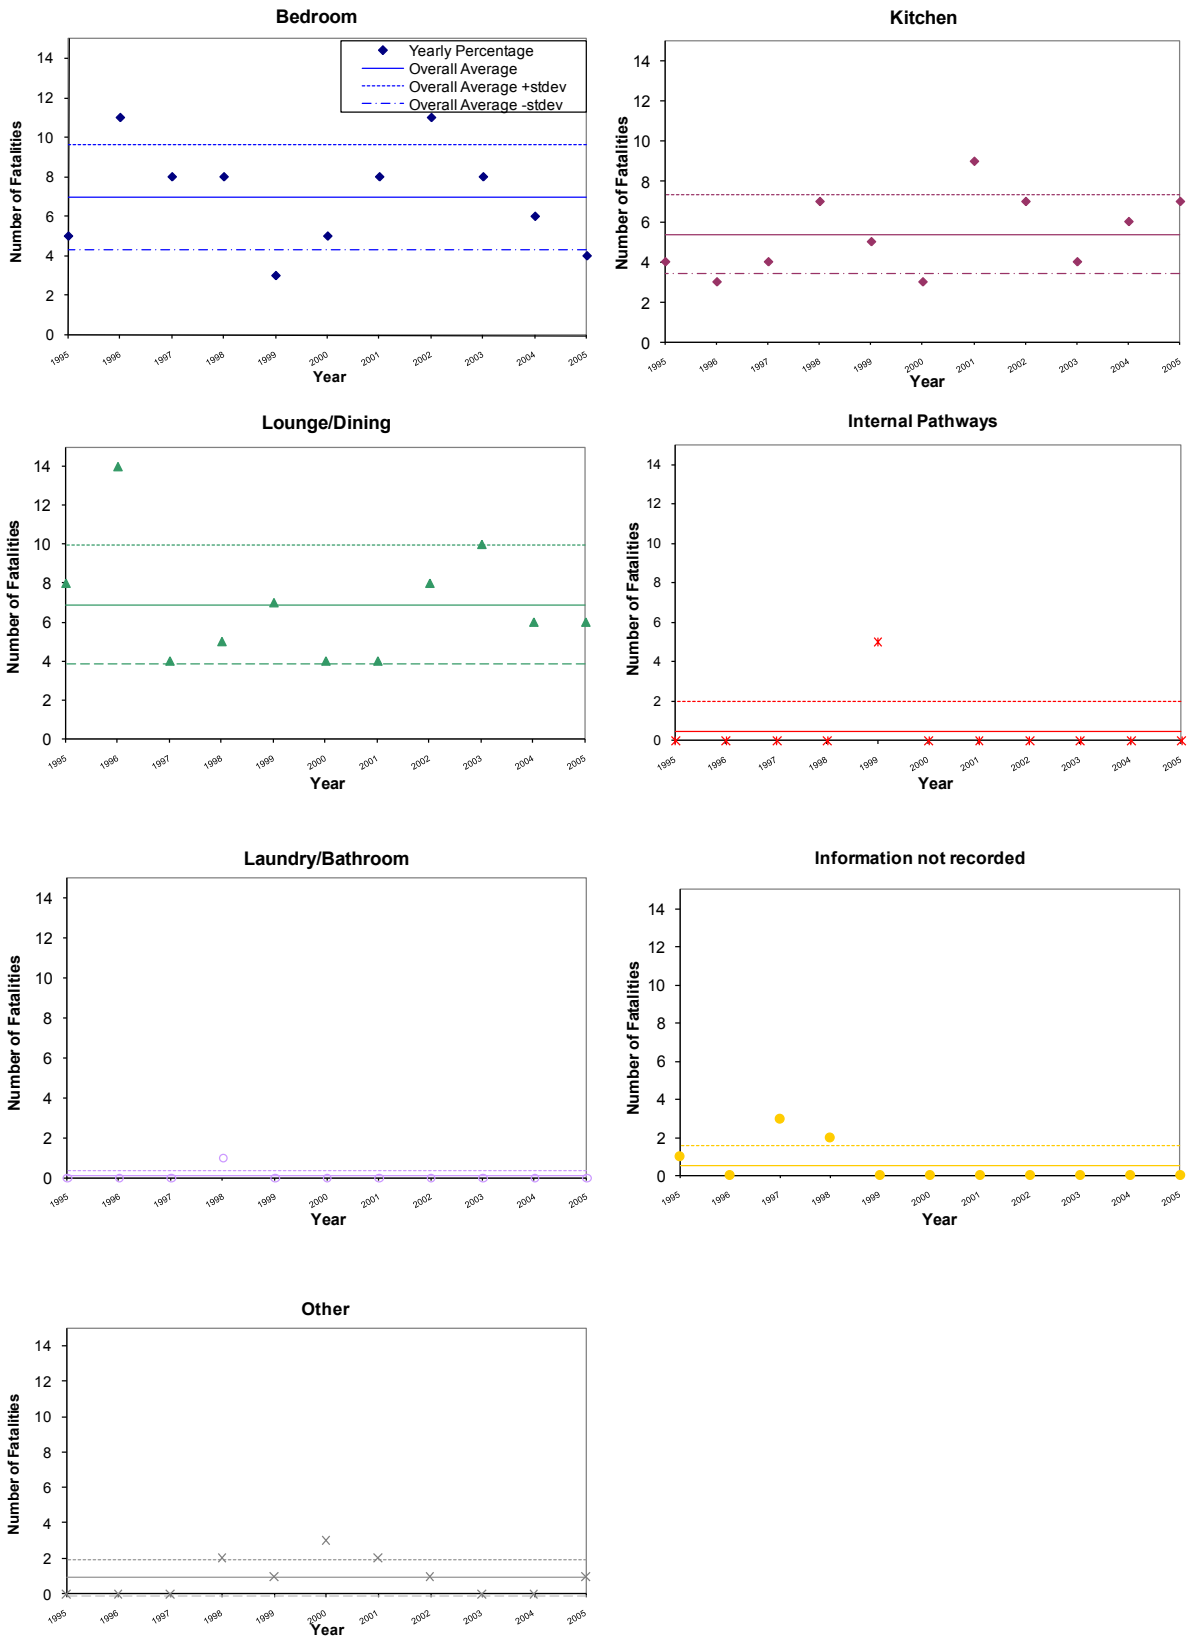 Bedroom
Yearly Percentage
Overall Average
Overall Average +stdev
Overall Average -stdev
Number of Fatalities
14
12
10
8
6
4
2
0
1995 1996 1997 1998 1999 2000 2001 2002 2003 2004 2005
Year
Kitchen
Number of Fatalities
14
12
10
8
6
4
2
0
1995 1996 1997 1998 1999 2000 2001 2002 2003 2004 2005
Year
Lounge/Dining
Number of Fatalities
14
12
10
8
6
4
2
0
1995 1996 1997 1998 1999 2000 2001 2002 2003 2004 2005
Year
Internal Pathways
Number of Fatalities
14
12
10
8
6
4
2
0
1995 1996 1997 1998 1999 2000 2001 2002 2003 2004 2005
Year
Laundry/Bathroom
Number of Fatalities
14
12
10
8
6
4
2
0
1995 1996 1997 1998 1999 2000 2001 2002 2003 2004 2005
Year
Information not recorded
Number of Fatalities
14
12
10
8
6
4
2
0
1995 1996 1997 1998 1999 2000 2001 2002 2003 2004 2005
Year
Other
Number of Fatalities
14
12
10
8
6
4
2
0
1995 1996 1997 1998 1999 2000 2001 2002 2003 2004 2005
Year